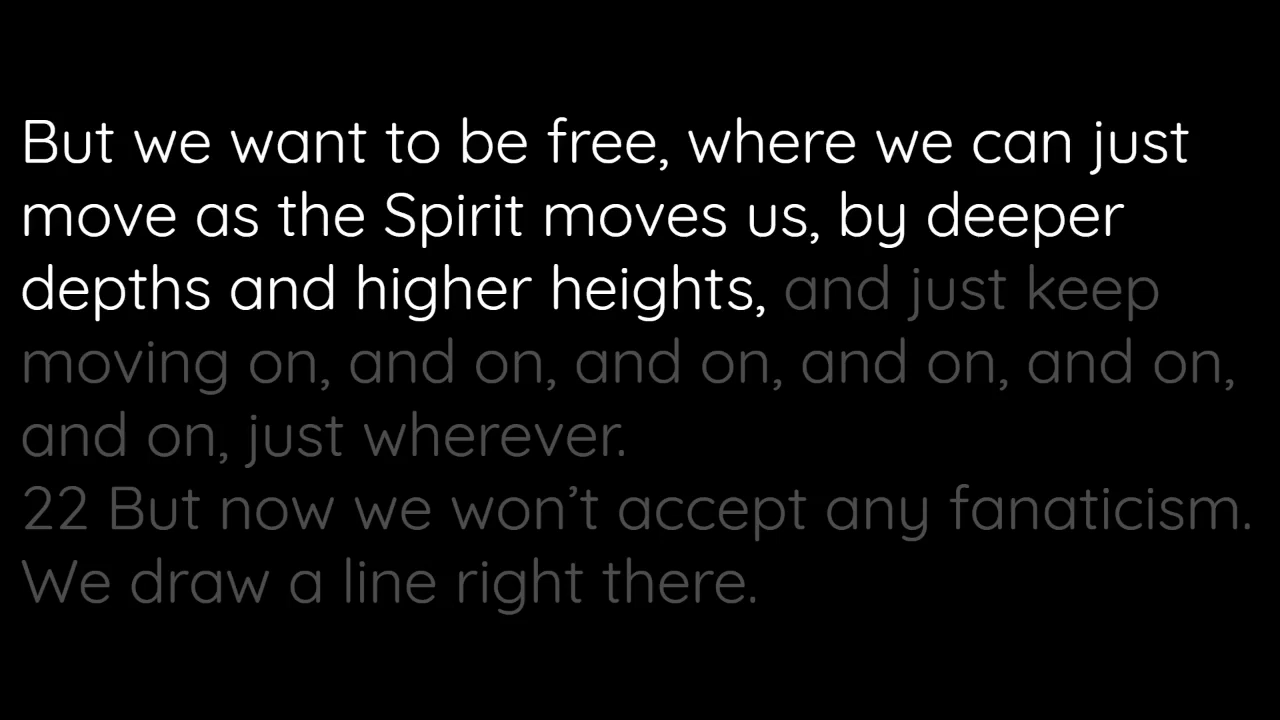 But we want to be free, where we can just
move as the Spirit moves us, by deeper
depths and higher heights, and just keep
moving on, and on, and on, and on, and on,
and on, just wherever.
22 But now we won’t accept any fanaticism.
We draw a line right there.